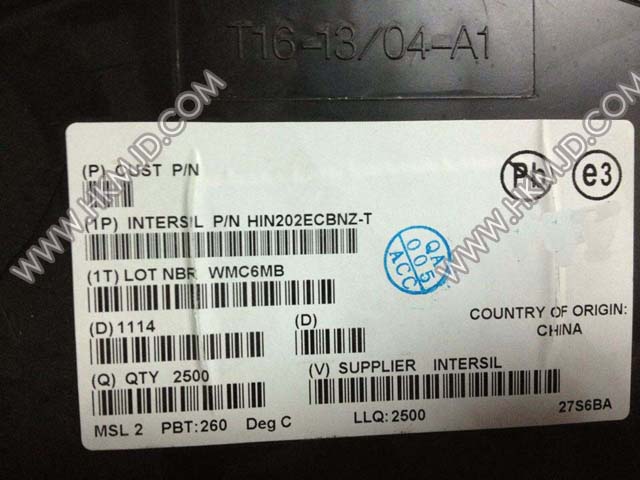 T16-13/04-A1
WWW.HKMJD.COM
WWW.HKMJD.COM
WWW.HKMJD.COM
(P) CUST P/N
Pb
e3
(1P) INTERSIL P/N HIN202ECBNZ-T
QA
005
ACC
(1T) LOT NBR WMC6MB
(D) 1114
(D)
COUNTRY OF ORIGIN:
CHINA
(Q) QTY 2500
(V) SUPPLIER INTERSIL
MSL 2 PBT:260 Deg C LLQ:2500
27S6BA